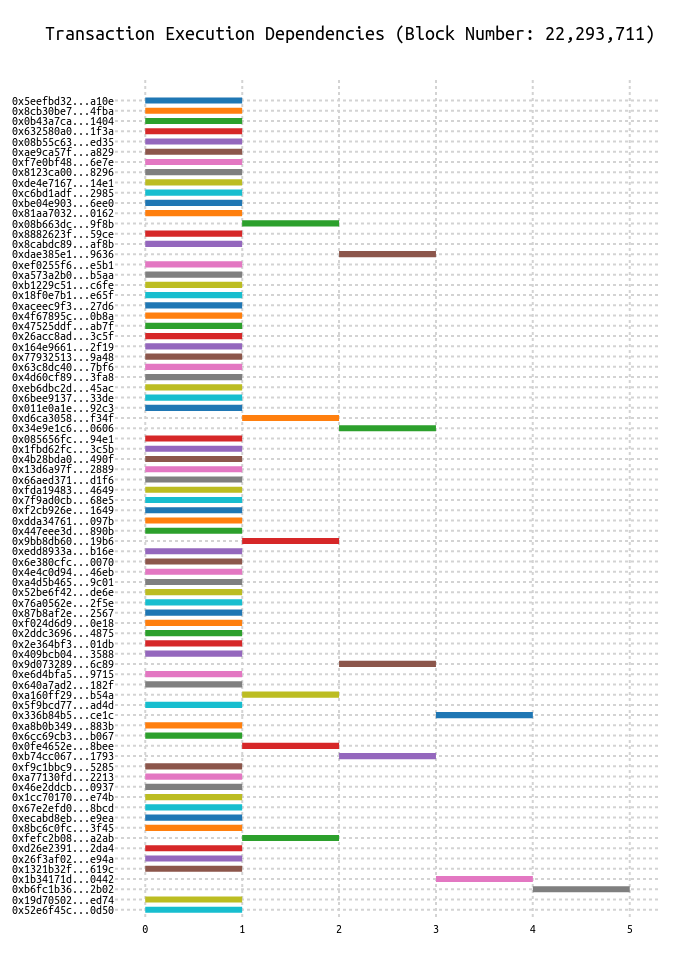 Transaction Execution Dependencies (Block Number: 22,293,711)
0x5eefbd32...a10e
0x8cb30be7...4fba
0x0b43a7ca...1404
0x632580a0...1f3a
0x08b55c63...ed35
0xae9ca57f...a829
0xf7e0bf48...6e7e
0x8123ca00...8296
0xde4e7167...14e1
0xc6bd1adf...2985
0xbe04e903...6ee0
0x81aa7032...0162
0x08b663dc...9f8b
0x8882623f...59ce
0x8cabdc89...af8b
0xdae385e1...9636
0xef0255f6...e5b1
0xa573a2b0...b5aa
0xb1229c51...c6fe
0x18f0e7b1...e65f
0xaceec9f3...27d6
0x4f67895c...0b8a
0x47525ddf...ab7f
0x26acc8ad...3c5f
0x164e9661...2f19
0x77932513...9a48
0x63c8dc40...7bf6
0x4d60cf89...3fa8
0xeb6dbc2d...45ac
0x6bee9137...33de
0x011e0a1e...92c3
0xd6ca3058...f34f
0x34e9e1c6...0606
0x085656fc...94e1
0x1fbd62fc...3c5b
0x4b28bda0...490f
0x13d6a97f...2889
0x66aed371...d1f6
0xfda19483...4649
0x7f9ad0cb...68e5
0xf2cb926e...1649
0xdda34761...097b
0x447eee3d...890b
0x9bb8db60...19b6
0xedd8933a...b16e
0x6e380cfc...0070
0x4e4c0d94...46eb
0xa4d5b465...9c01
0x52be6f42...de6e
0x76a0562e...2f5e
0x87b8af2e...2567
0xf024d6d9...0e18
0x2ddc3696...4875
0x2e364bf3...01db
0x409bcb04...3588
0x9d073289...6c89
0xe6d4bfa5...9715
0x640a7ad2...182f
0xa160ff29...b54a
0x5f9bcd77...ad4d
0x336b84b5...ce1c
0xa8b0b349...883b
0x6cc69cb3...b067
0x0fe4652e...8bee
0xb74cc067...1793
0xf9c1bbc9...5285
0xa77130fd...2213
0x46e2ddcb...0937
0x1cc70170...e74b
0x67e2efd0...8bcd
0xecabd8eb...e9ea
0x8bc6c0fc...3f45
0xfefc2b08...a2ab
0xd26e2391...2da4
0x26f3af02...e94a
0x1321b32f...619c
0x1b34171d...0442
0xb6fc1b36...2b02
0x19d70502...ed74
0x52e6f45c...0d50
0 1 2 3 4 5